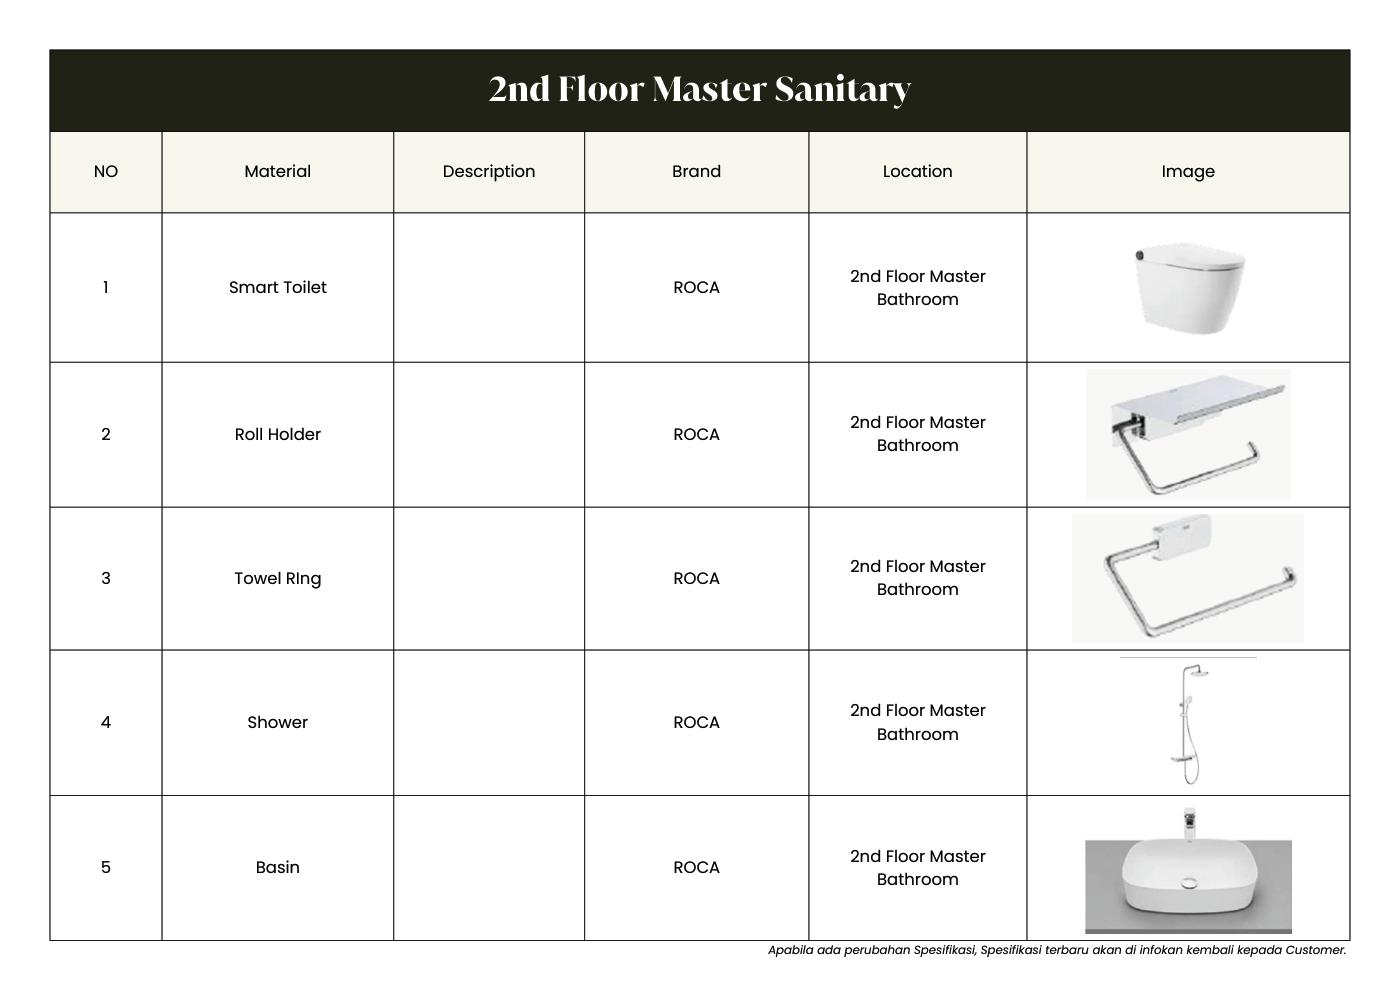 2nd Floor Master Sanitary
NO Material Description Brand Location Image
1 Smart Toilet ROCA 2nd Floor Master
Bathroom
2 Roll Holder ROCA 2nd Floor Master
Bathroom
3 Towel RIng ROCA 2nd Floor Master
Bathroom
4 Shower ROCA 2nd Floor Master
Bathroom
5 Basin ROCA 2nd Floor Master
Bathroom
Apabila ada perubahan Spesifikasi, Spesifikasi terbaru akan di infokan kembali kepada Customer.